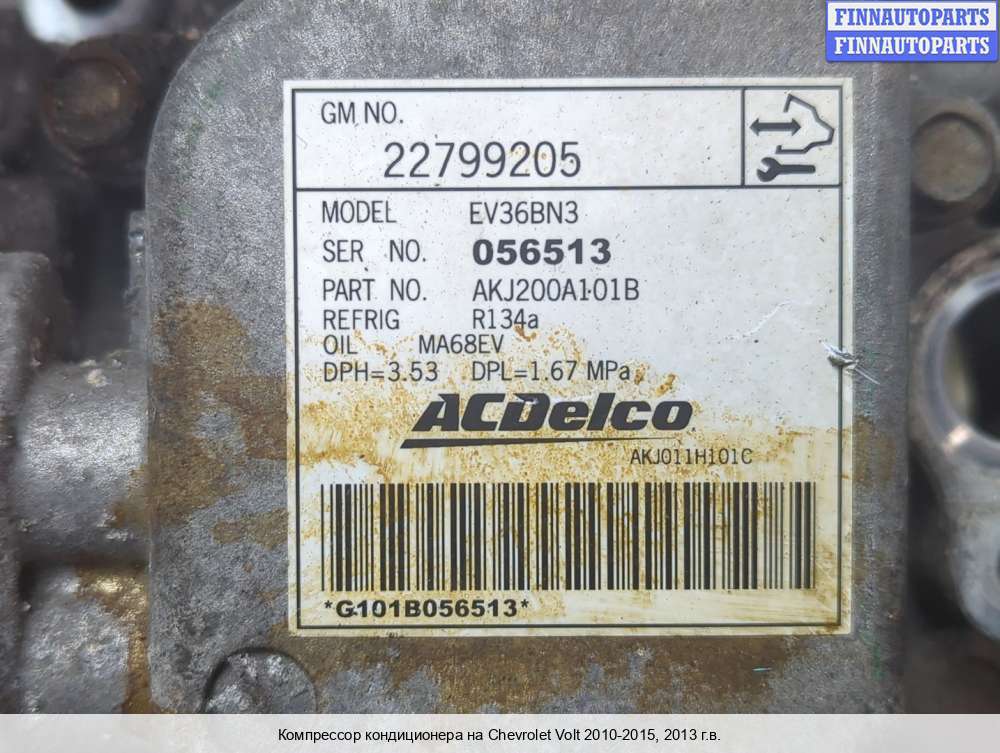 FINNAUTOPARTS
FINNAUTOPARTS
GM NO.
22799205
MODEL EV36BN3
SER NO. 056513
PART NO. AKJ200A101B
REFRIG R134a
OIL MA68EV
DPH=3.53 DPL=1.67 MPa
ACDelco
AKJ011H101C
*G101B056513*
Компрессор кондиционера на Chevrolet Volt 2010-2015, 2013 г.в.